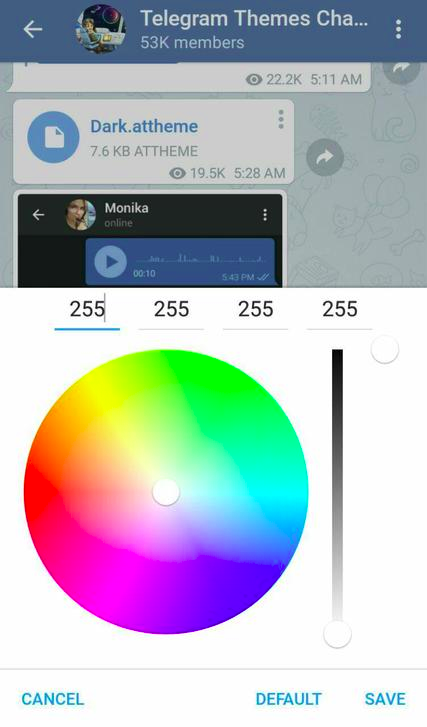 Telegram Themes Cha...
53K members
22.2K 5:11 AM
Dark.attheme
7.6 KB ATTHEME
19.5K 5:28 AM
Monika
online
00:10
5:43 PM
255 255 255 255
CANCEL DEFAULT SAVE